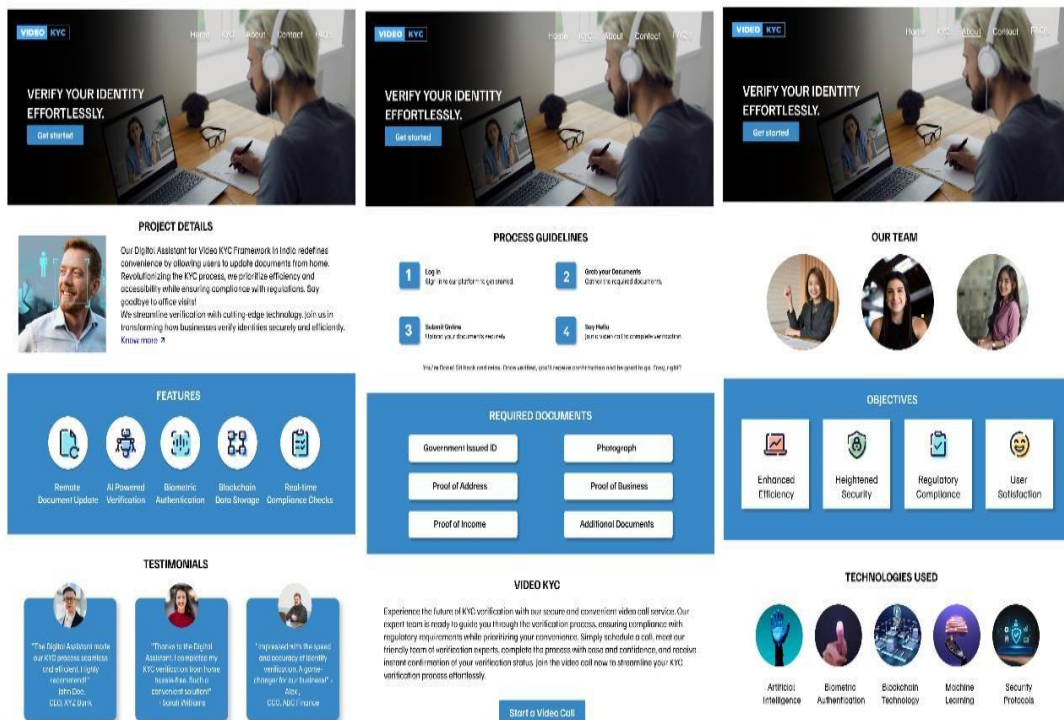 VIDEO KYC
Home KYC About Contact FAQs
VERIFY YOUR IDENTITY
EFFORTLESSLY.
Get started
PROJECT DETAILS
Our Digital Assistant for Video KYC Framework in India redefines
convenience by allowing users to update documents from home.
Revolutionizing the KYC process, we prioritize efficiency and
accessibility while ensuring compliance with regulations. Say
goodbye to office visits!
We streamline verification with cutting-edge technology. Join us in
transforming how businesses verify identities securely and efficiently.
Know more
FEATURES
Remote
Document Update
AI Powered
Verification
Biometric
Authentication
Blockchain
Data Storage
Real-time
Compliance Checks
TESTIMONIALS
"The Digital Assistant made
our KYC process seamless
and efficient. Highly
recommend!"
John Doe,
CEO, XYZ Bank
"Thanks to the Digital
Assistant, I completed my
KYC verification from home
hassle-free. Such a
convenient solution!"
- Sarah Williams
"Impressed with the speed
and accuracy of identity
verification. A game-
changer for our business!" -
Alex ,
COO, ABC Finance
VIDEO KYC
Home KYC About Contact FAQs
VERIFY YOUR IDENTITY
EFFORTLESSLY.
Get started
PROCESS GUIDELINES
1
Log in
Sign in to our platform to get started.
2
Grab your Documents
Gather the required documents.
3
Submit Online
Upload your documents securely
4
Say Hello
Join a video call to complete verification.
You're Done! Sit back and relax. Once verified, you'll receive confirmation and be good to go. Easy, right?
REQUIRED DOCUMENTS
Government Issued ID
Photograph
Proof of Address
Proof of Business
Proof of Income
Additional Documents
VIDEO KYC
Experience the future of KYC verification with our secure and convenient video call service. Our
expert team is ready to guide you through the verification process, ensuring compliance with
regulatory requirements while prioritizing your convenience. Simply schedule a call, meet our
friendly team of verification experts, complete the process with ease and confidence, and receive
instant confirmation of your verification status. Join the video call now to streamline your KYC
verification process effortlessly.
Start a Video Call
VIDEO KYC
Home KYC About Contact FAQs
VERIFY YOUR IDENTITY
EFFORTLESSLY.
Get started
OUR TEAM
OBJECTIVES
Enhanced
Efficiency
Heightened
Security
Regulatory
Compliance
User
Satisfaction
TECHNOLOGIES USED
Artificial
Intelligence
Biometric
Authentication
Blockchain
Technology
Machine
Learning
Security
Protocols